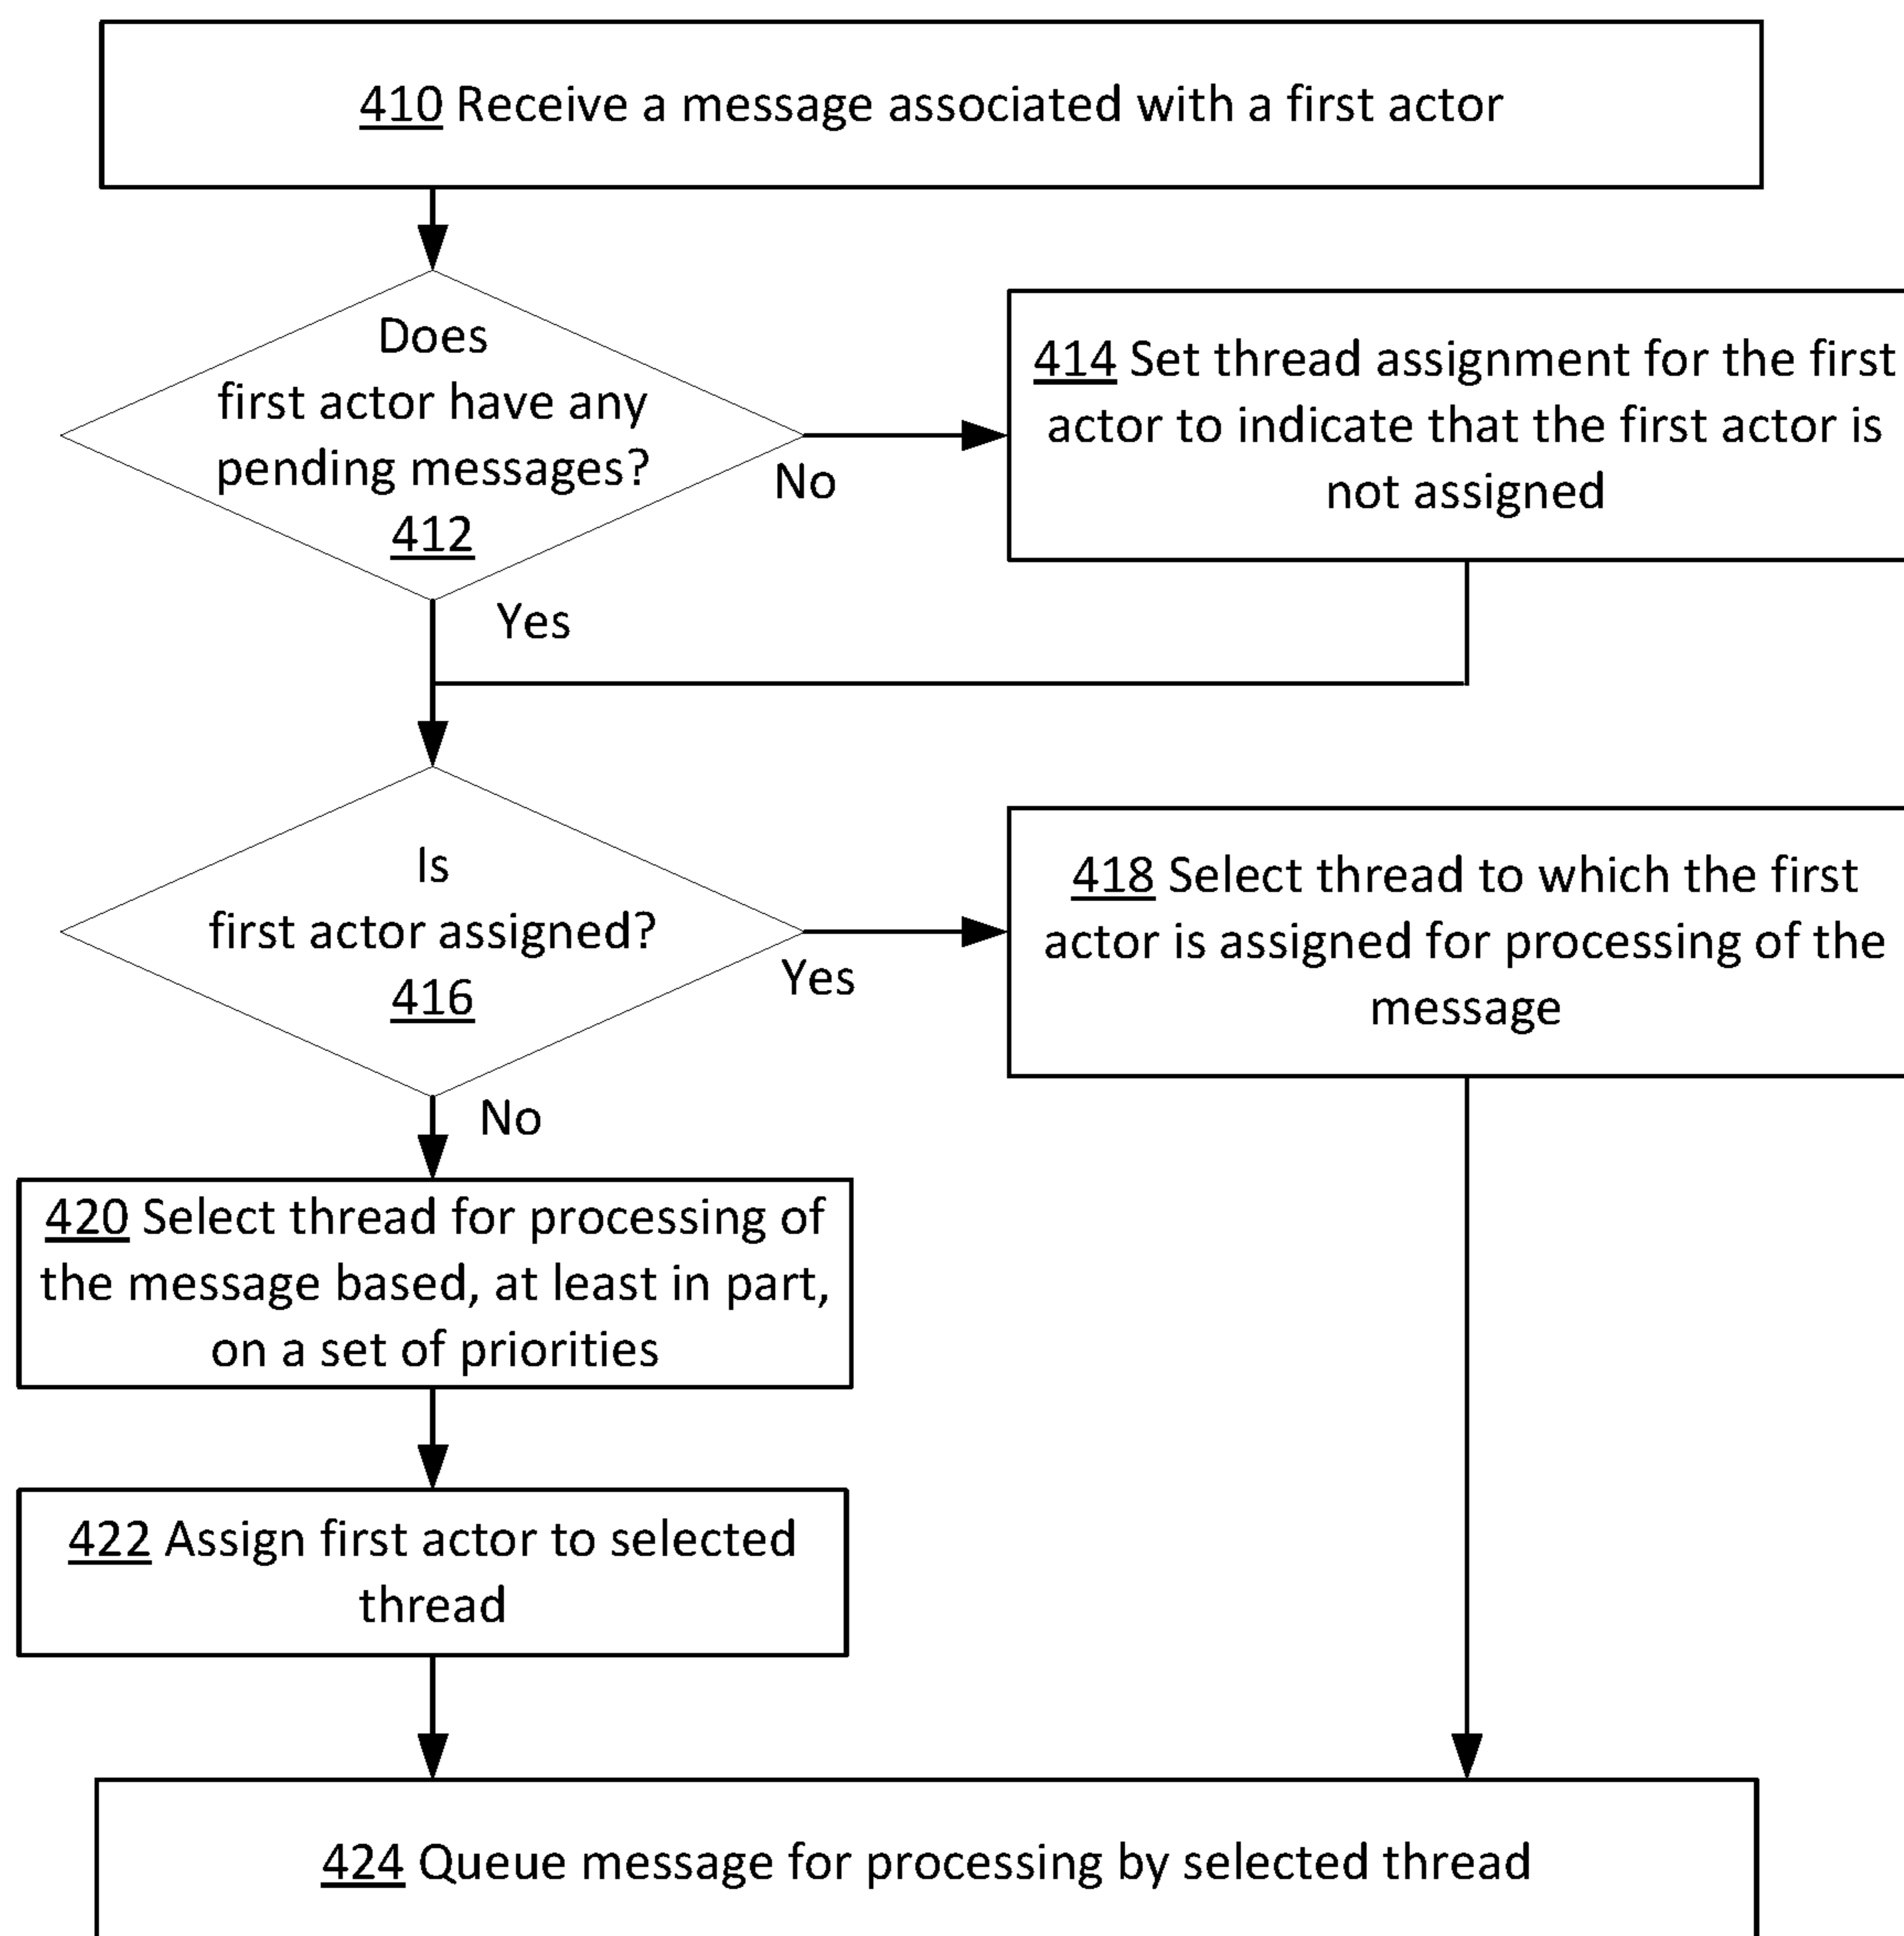 410 Receive a message associated with a first actor
Does
first actor have any
pending messages?
412
No
414 Set thread assignment for the first
actor to indicate that the first actor is
not assigned
Yes
Is
first actor assigned?
416
Yes
418 Select thread to which the first
actor is assigned for processing of the
message
No
420 Select thread for processing of
the message based, at least in part,
on a set of priorities
422 Assign first actor to selected
thread
424 Queue message for processing by selected thread